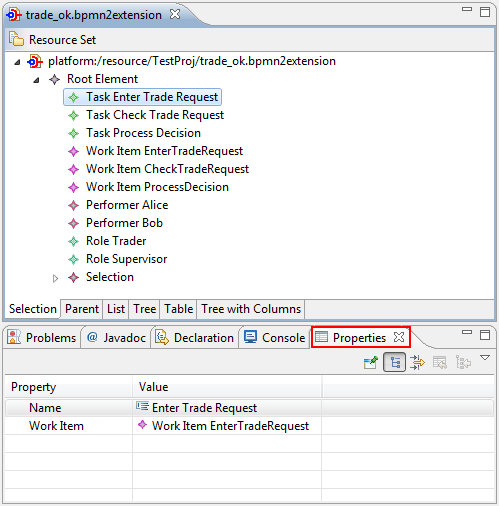 trade_ok.bpmn2extension
Resource Set
platform:/resource/TestProj/trade_ok.bpmn2extension
Root Element
Task Enter Trade Request
Task Check Trade Request
Task Process Decision
Work Item EnterTradeRequest
Work Item CheckTradeRequest
Work Item ProcessDecision
Performer Alice
Performer Bob
Role Trader
Role Supervisor
Selection
Selection Parent List Tree Table Tree with Columns
Problems @ Javadoc Declaration Console Properties
Property Value
Name Enter Trade Request
Work Item Work Item EnterTradeRequest